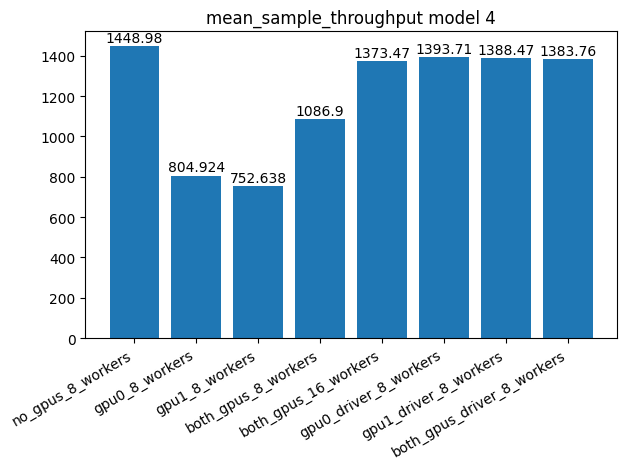 mean_sample_throughput model 4
1448.98
804.924
752.638
1086.9
1373.47
1393.71
1388.47
1383.76
1400
1200
1000
800
600
400
200
0
no_gpus_8_workers
gpu0_8_workers
gpu1_8_workers
both_gpus_8_workers
both_gpus_16_workers
gpu0_driver_8_workers
gpu1_driver_8_workers
both_gpus_driver_8_workers